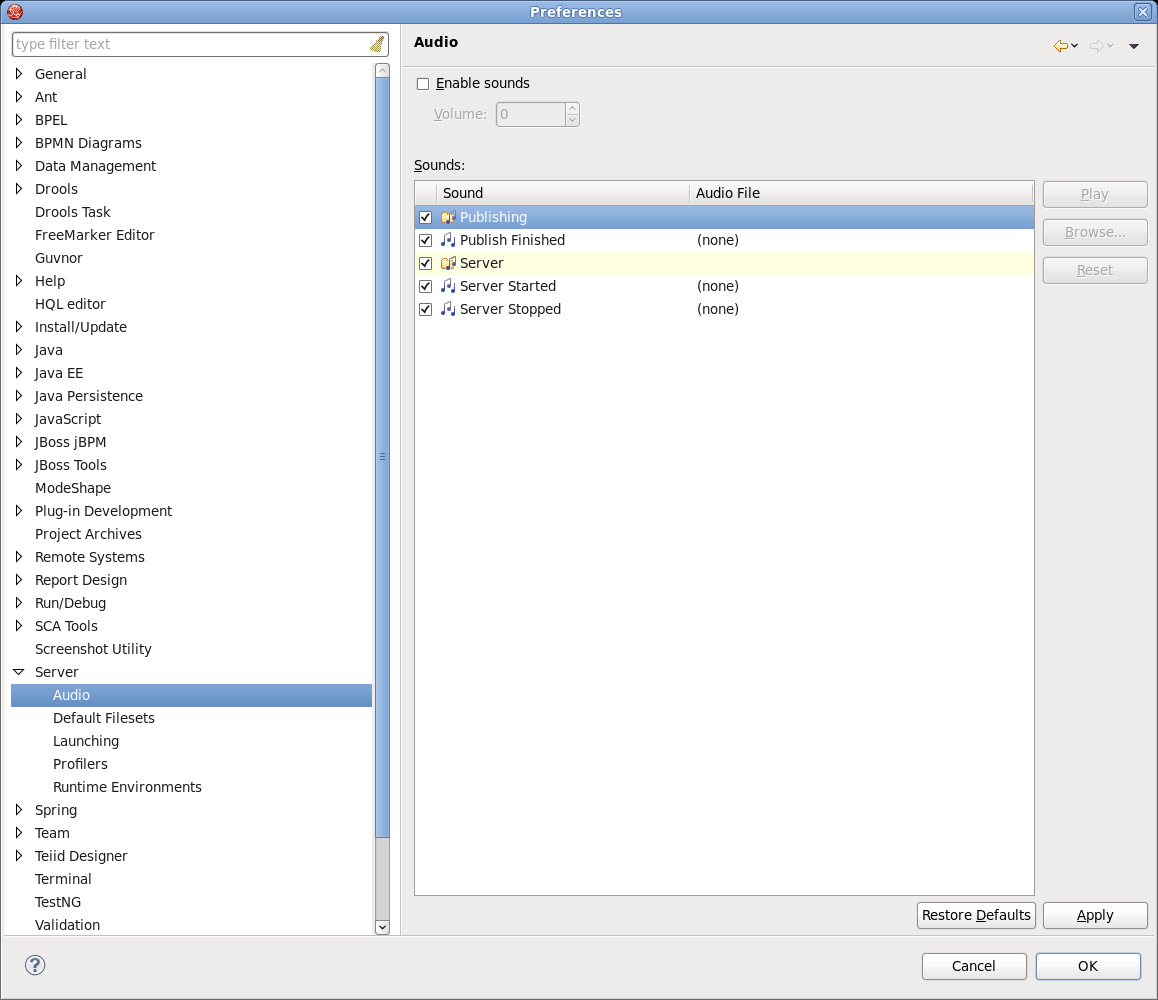 Preferences
type filter text
General
Ant
BPEL
BPMN Diagrams
Data Management
Drools
Drools Task
FreeMarker Editor
Guvnor
Help
HQL editor
Install/Update
Java
Java EE
Java Persistence
JavaScript
JBoss jBPM
JBoss Tools
ModeShape
Plug-in Development
Project Archives
Remote Systems
Report Design
Run/Debug
SCA Tools
Screenshot Utility
Server
Audio
Default Filesets
Launching
Profilers
Runtime Environments
Spring
Team
Teiid Designer
Terminal
TestNG
Validation
Audio
Enable sounds
Volume: 0
Sounds:
Sound Audio File
Publishing
Publish Finished (none)
Server
Server Started (none)
Server Stopped (none)
Play
Browse...
Reset
Restore Defaults Apply
? Cancel OK